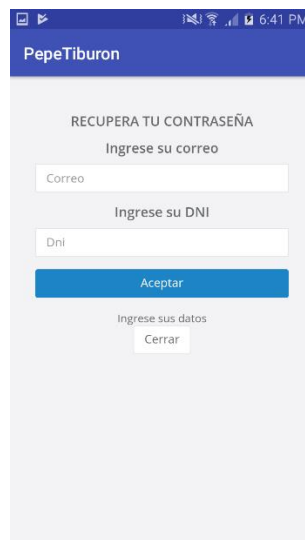 6:41 PM
PepeTiburon
RECUPERA TU CONTRASEÑA
Ingrese su correo
Correo
Ingrese su DNI
Dni
Aceptar
Ingrese sus datos
Cerrar